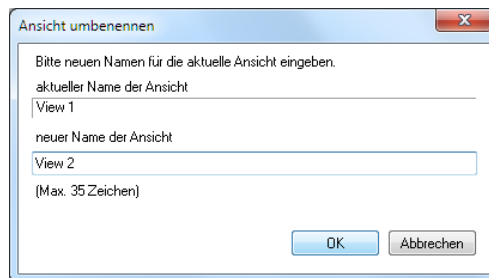 Ansicht umbenennen
Bitte neuen Namen für die aktuelle Ansicht eingeben.
aktueller Name der Ansicht
View 1
neuer Name der Ansicht
View 2
(Max. 35 Zeichen)
OK Abbrechen